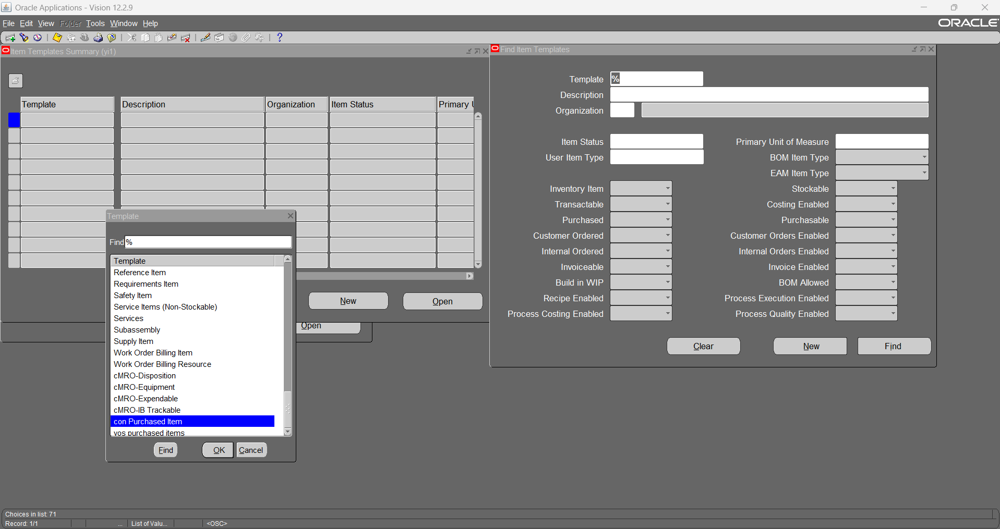 Oracle Applications - Vision 12.2.9
File Edit View Folder Tools Window Help
ORACLE
Item Templates Summary (yi1)
Template Description Organization Item Status Primary U
New Open
Open
Template
Find %
Template
Reference Item
Requirements Item
Safety Item
Service Items (Non-Stockable)
Services
Subassembly
Supply Item
Work Order Billing Item
Work Order Billing Resource
cMRO-Disposition
cMRO-Equipment
cMRO-Expendable
cMRO-IB Trackable
con Purchased Item
vos purchased items
Find OK Cancel
Find Item Templates
Template %
Description
Organization
Item Status Primary Unit of Measure
User Item Type BOM Item Type
EAM Item Type
Inventory Item Stockable
Transactable Costing Enabled
Purchased Purchasable
Customer Ordered Customer Orders Enabled
Internal Ordered Internal Orders Enabled
Invoiceable Invoice Enabled
Build in WIP BOM Allowed
Recipe Enabled Process Execution Enabled
Process Costing Enabled Process Quality Enabled
Clear New Find
Choices in list: 71
Record: 1/1 ... List of Valu... <OSC>